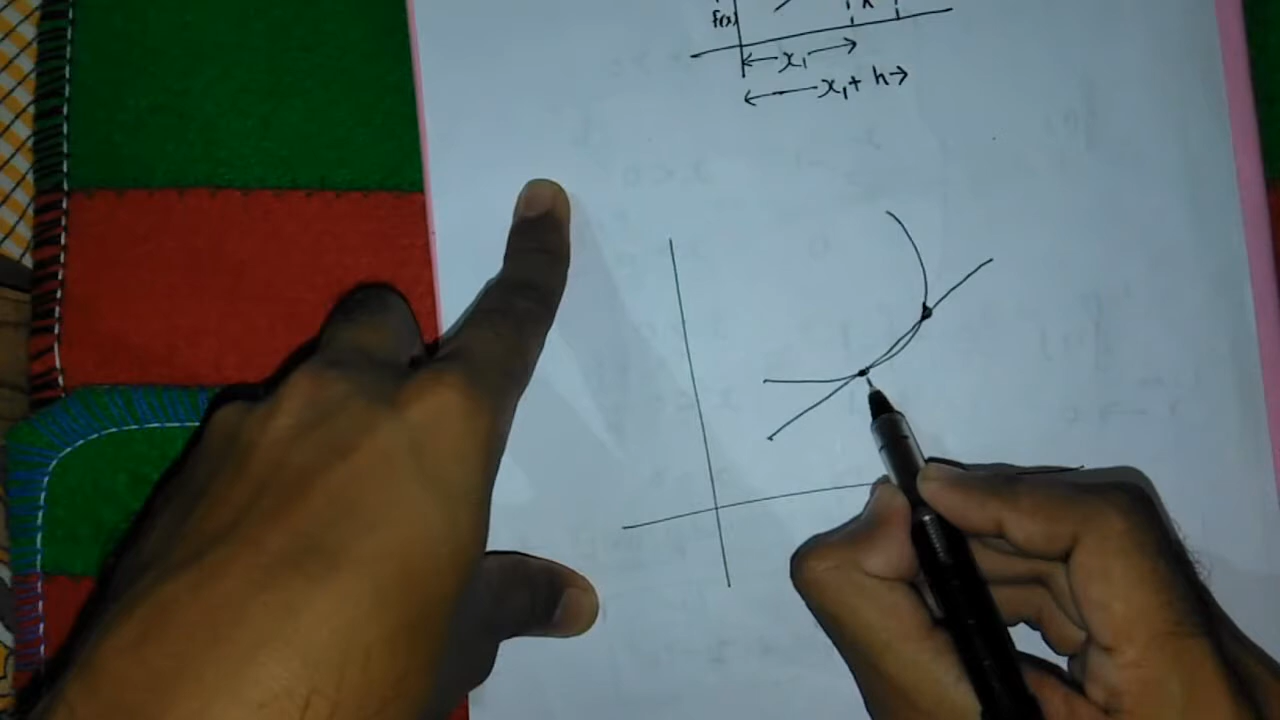 f(x)
h
x₁
x₁ + h